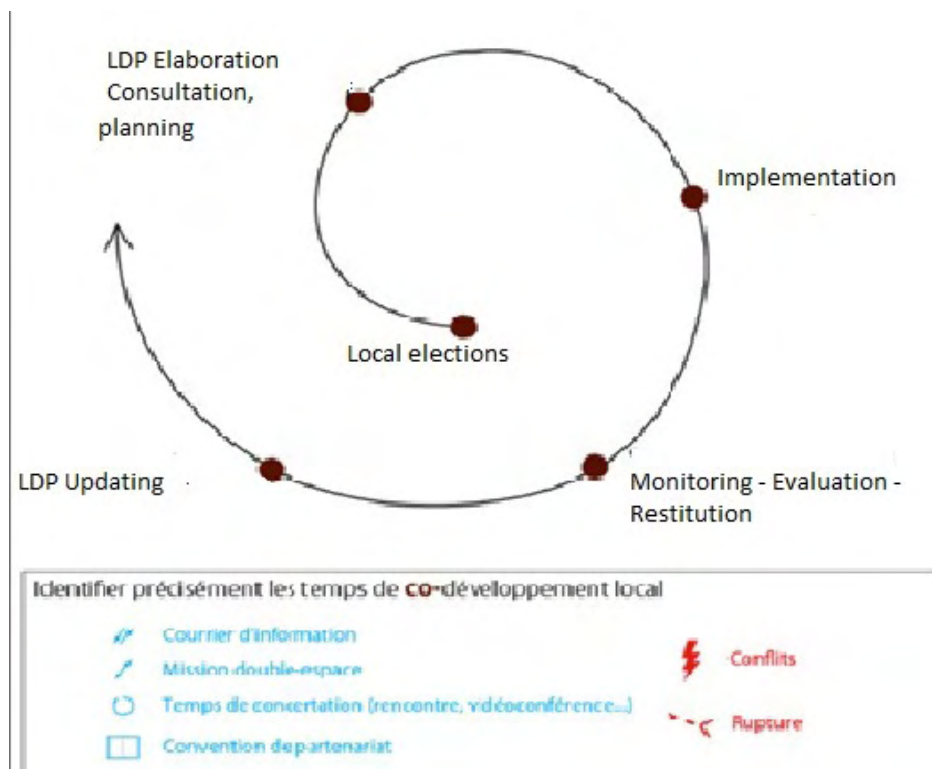 LDP Elaboration
Consultation,
planning
Implementation
Local elections
LDP Updating
Monitoring - Evaluation -
Restitution
Identifier précisément les temps de co-développement local
Courrier d'information
Mission double-espace
Temps de concertation (rencontre, vidéoconférence...)
Convention de partenariat
Conflits
Rupture